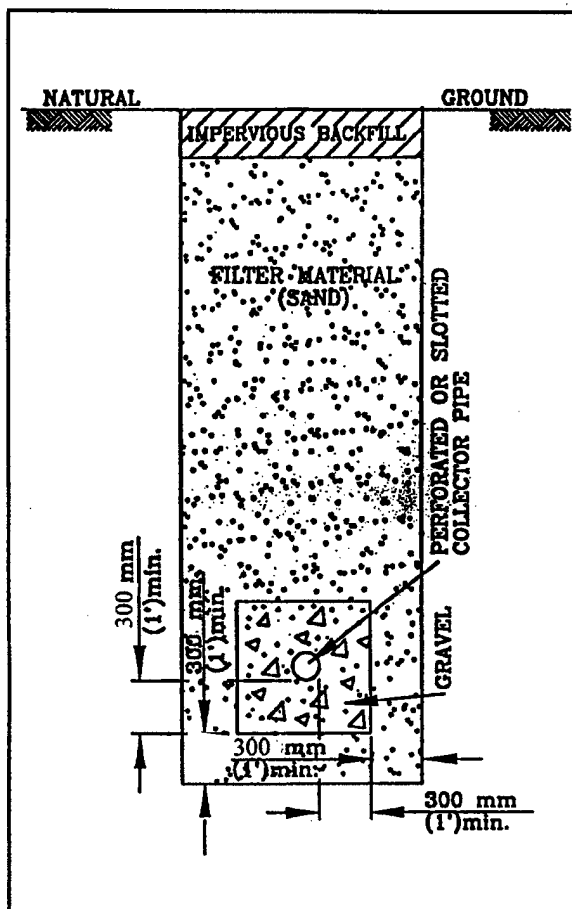 NATURAL
GROUND
IMPERVIOUS BACKFILL
FILTER MATERIAL
(SAND)
PERFORATED OR SLOTTED
COLLECTOR PIPE
300 mm
(1')min.
300 mm
(1')min.
GRAVEL
300 mm
(1')min.
300 mm
(1')min.